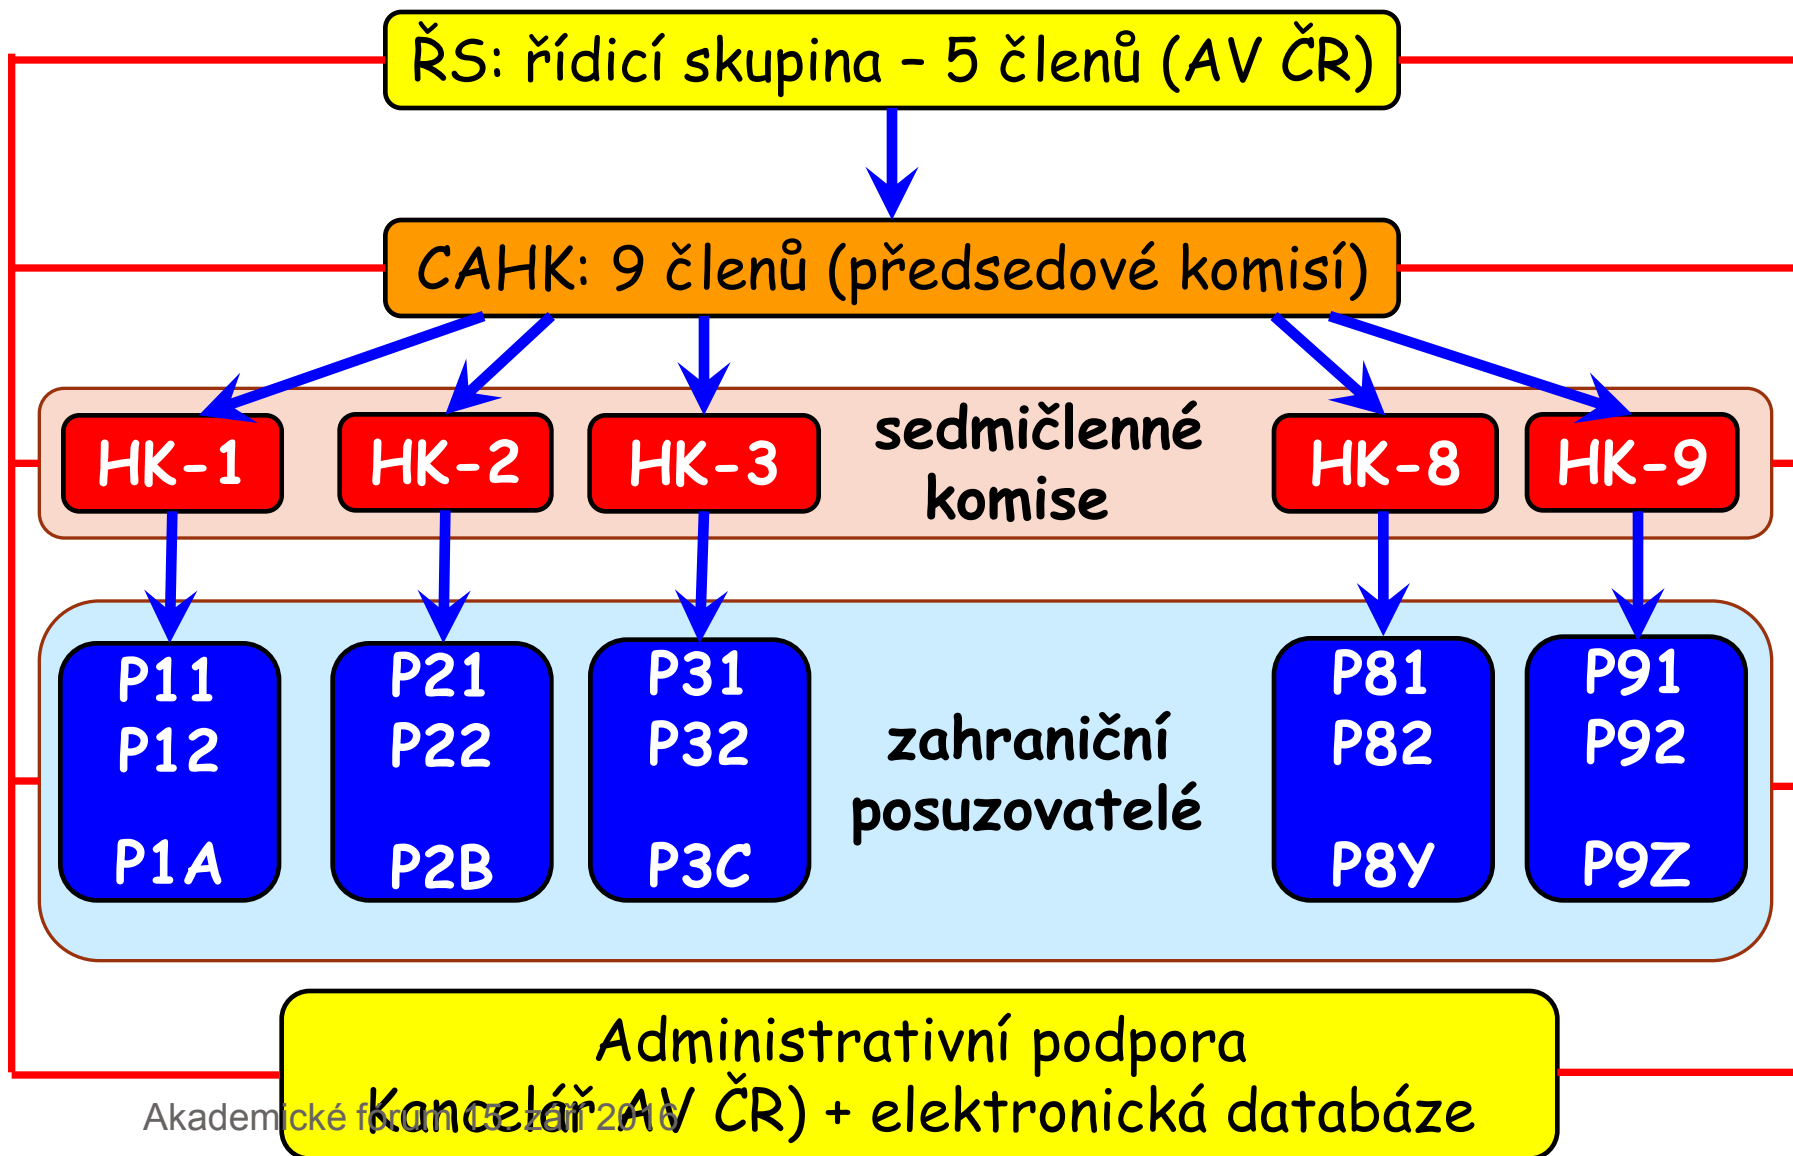 ŘS: řídicí skupina – 5 členů (AV ČR)
CAHK: 9 členů (předsedové komisí)
HK-1 HK-2 HK-3 sedmičlenné komise HK-8 HK-9
P11 P21 P31 P81 P91
P12 P22 P32 zahraniční P82 P92
posuzovatelé
P1A P2B P3C P8Y P9Z
Administrativní podpora
Kancelář AV ČR) + elektronická databáze
Akademické fórum 15. září 2016